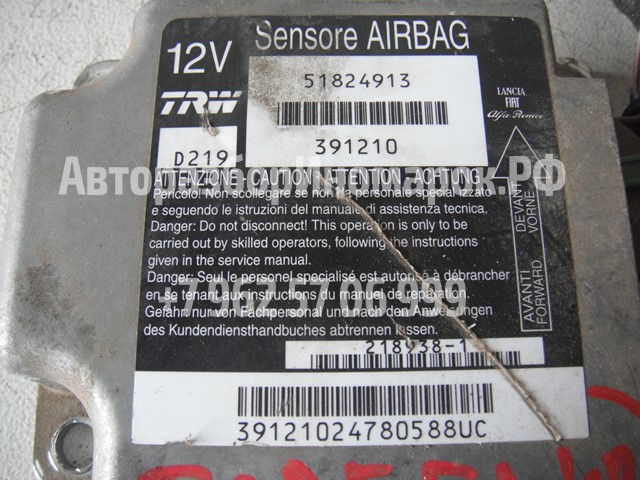 12V
Sensore AIRBAG
TRW
51824913
391210
D219
LANCIA
FIAT
Alfa Romeo
ATTENZIONE - CAUTION - ATTENTION - ACHTUNG
Pericolo! Non scollegare se non da personale specializzato
e seguendo le istruzioni del manuale di assistenza tecnica.
Danger: Do not disconnect! This operation is only to be
carried out by skilled operators, following the instructions
given in the service manual.
Danger: Seul le personel spécialisé est autorisé à débrancher
en se tenant aux instructions du manuel de réparation.
Gefahr! nur von Fachpersonal und nach den Anweisungen
des Kundendiensthandbuches abtrennen lassen.
DEVANT
VORNE
AVANTI
FORWARD
218938-1
39121024780588UC